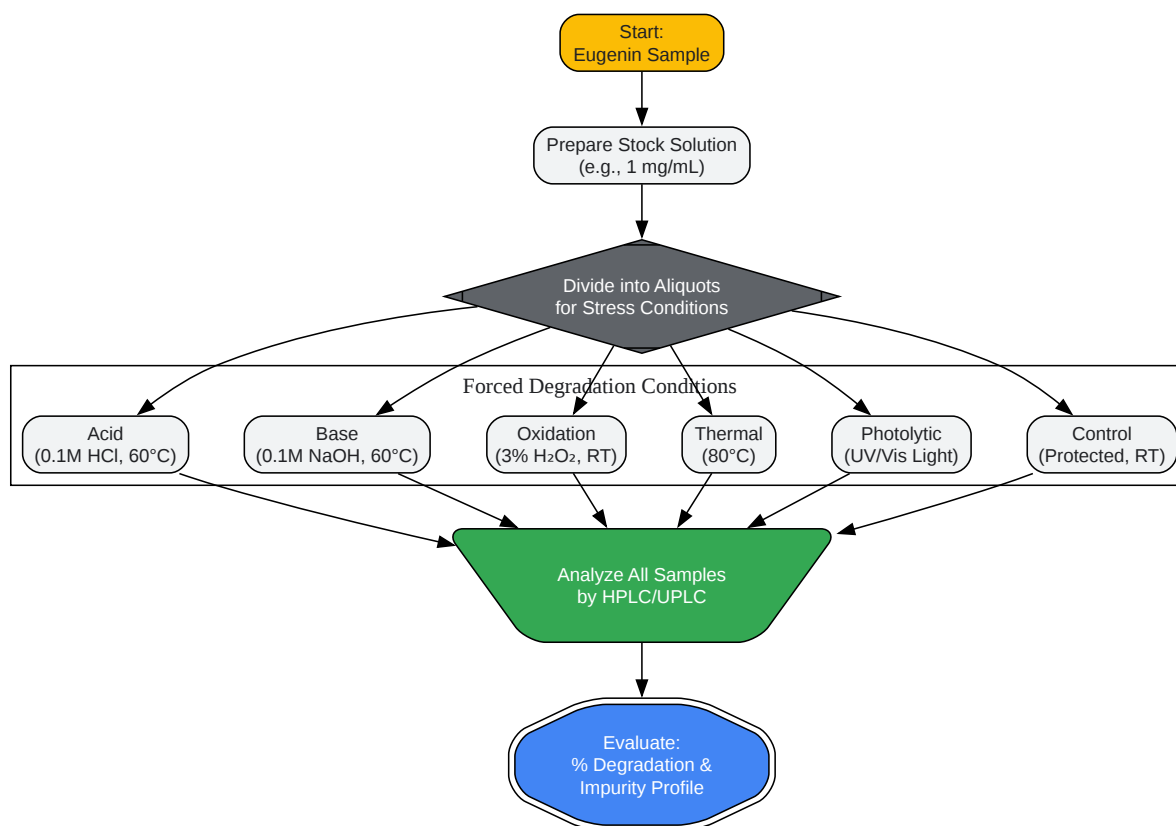 Start:
Eugenin Sample
Prepare Stock Solution
(e.g., 1 mg/mL)
Divide into Aliquots
for Stress Conditions
Forced Degradation Conditions
Acid
(0.1M HCl, 60°C)
Base
(0.1M NaOH, 60°C)
Oxidation
(3% H₂O₂, RT)
Thermal
(80°C)
Photolytic
(UV/Vis Light)
Control
(Protected, RT)
Analyze All Samples
by HPLC/UPLC
Evaluate:
% Degradation &
Impurity Profile